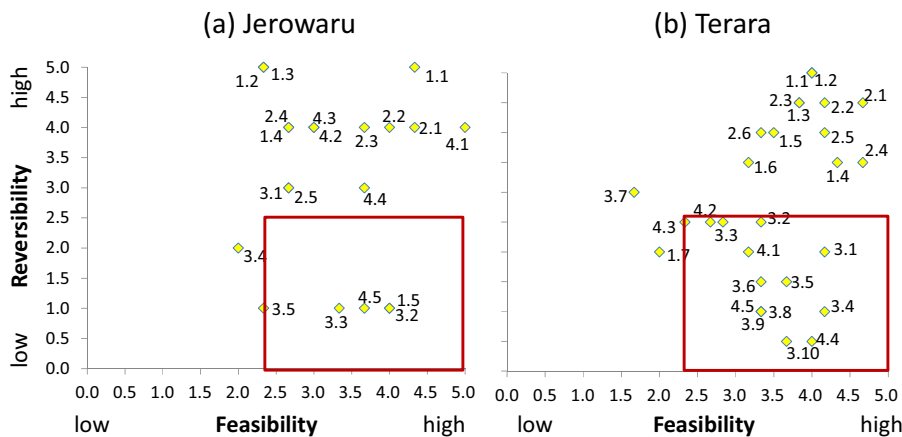 (a) Jerowaru
(b) Terara
Reversibility
high
low
5.0
4.5
4.0
3.5
3.0
2.5
2.0
1.5
1.0
0.5
0.0
1.2 1.3 1.1
2.4 4.3 2.2
1.4 4.2 2.3 2.1 4.1
3.1 2.5 4.4
3.4
3.5 3.3 4.5 1.5
3.2
0.0 1.0 1.5 2.0 2.5 3.0 3.5 4.0 4.5 5.0
low Feasibility high
1.1 1.2
2.3 2.2 2.1
1.3
2.6 1.5 2.5
1.6 1.4 2.4
3.7
4.3 4.2 3.3 3.2
1.7 4.1 3.1
3.6 3.5
4.5 3.8 3.4
3.9
3.10 4.4
0.0 1.0 1.5 2.0 2.5 3.0 3.5 4.0 4.5 5.0
low Feasibility high